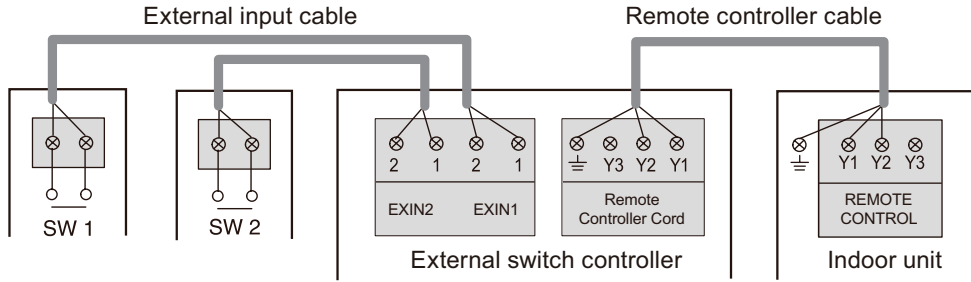 External input cable
Remote controller cable
2 1 2 1
⏚ Y3 Y2 Y1
⏚ Y1 Y2 Y3
EXIN2 EXIN1
Remote
Controller Cord
REMOTE
CONTROL
SW 1
SW 2
External switch controller
Indoor unit